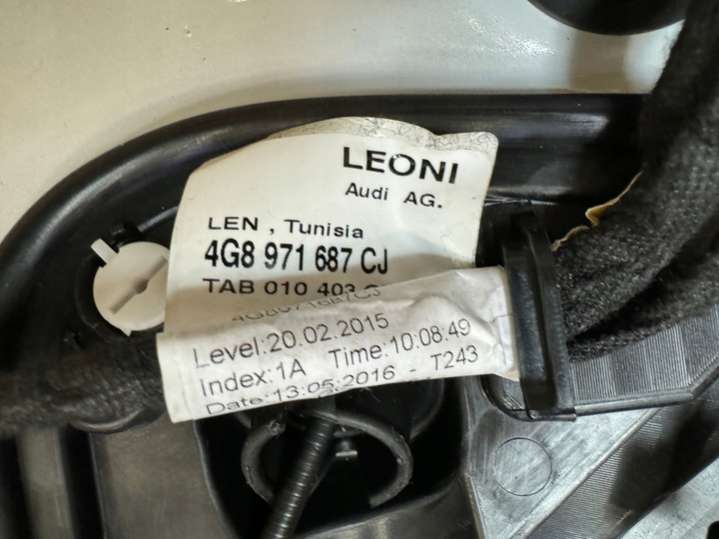 LEONI
Audi AG.
LEN , Tunisia
4G8 971 687 CJ
TAB 010 403
Level:20.02.2015
Index:1A Time:10:08:49
Date:13.05.2016 - T243